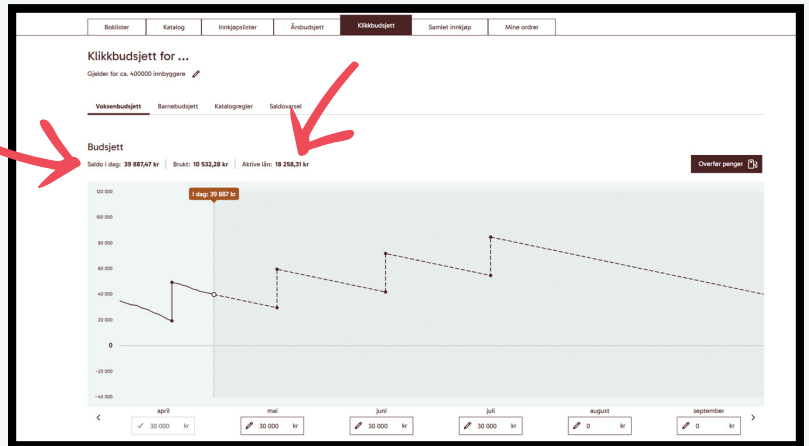 Boklister Katalog Innkjøpslister Årsbudsjett Klikkbudsjett Samlet innkjøp Mine ordrer
Klikkbudsjett for ...
Gjelder for ca. 400000 innbyggere
Voksenbudsjett Barnebudsjett Katalogregler Saldovarsel
Budsjett
Saldo i dag: 39 887,47 kr Brukt: 10 532,28 kr Aktive lån: 18 258,31 kr
Overfør penger
120 000
I dag: 39 887 kr
100 000
80 000
60 000
40 000
20 000
0
-20 000
-40 000
april mai juni juli august september
30 000 kr 30 000 kr 30 000 kr 30 000 kr 0 kr 0 kr